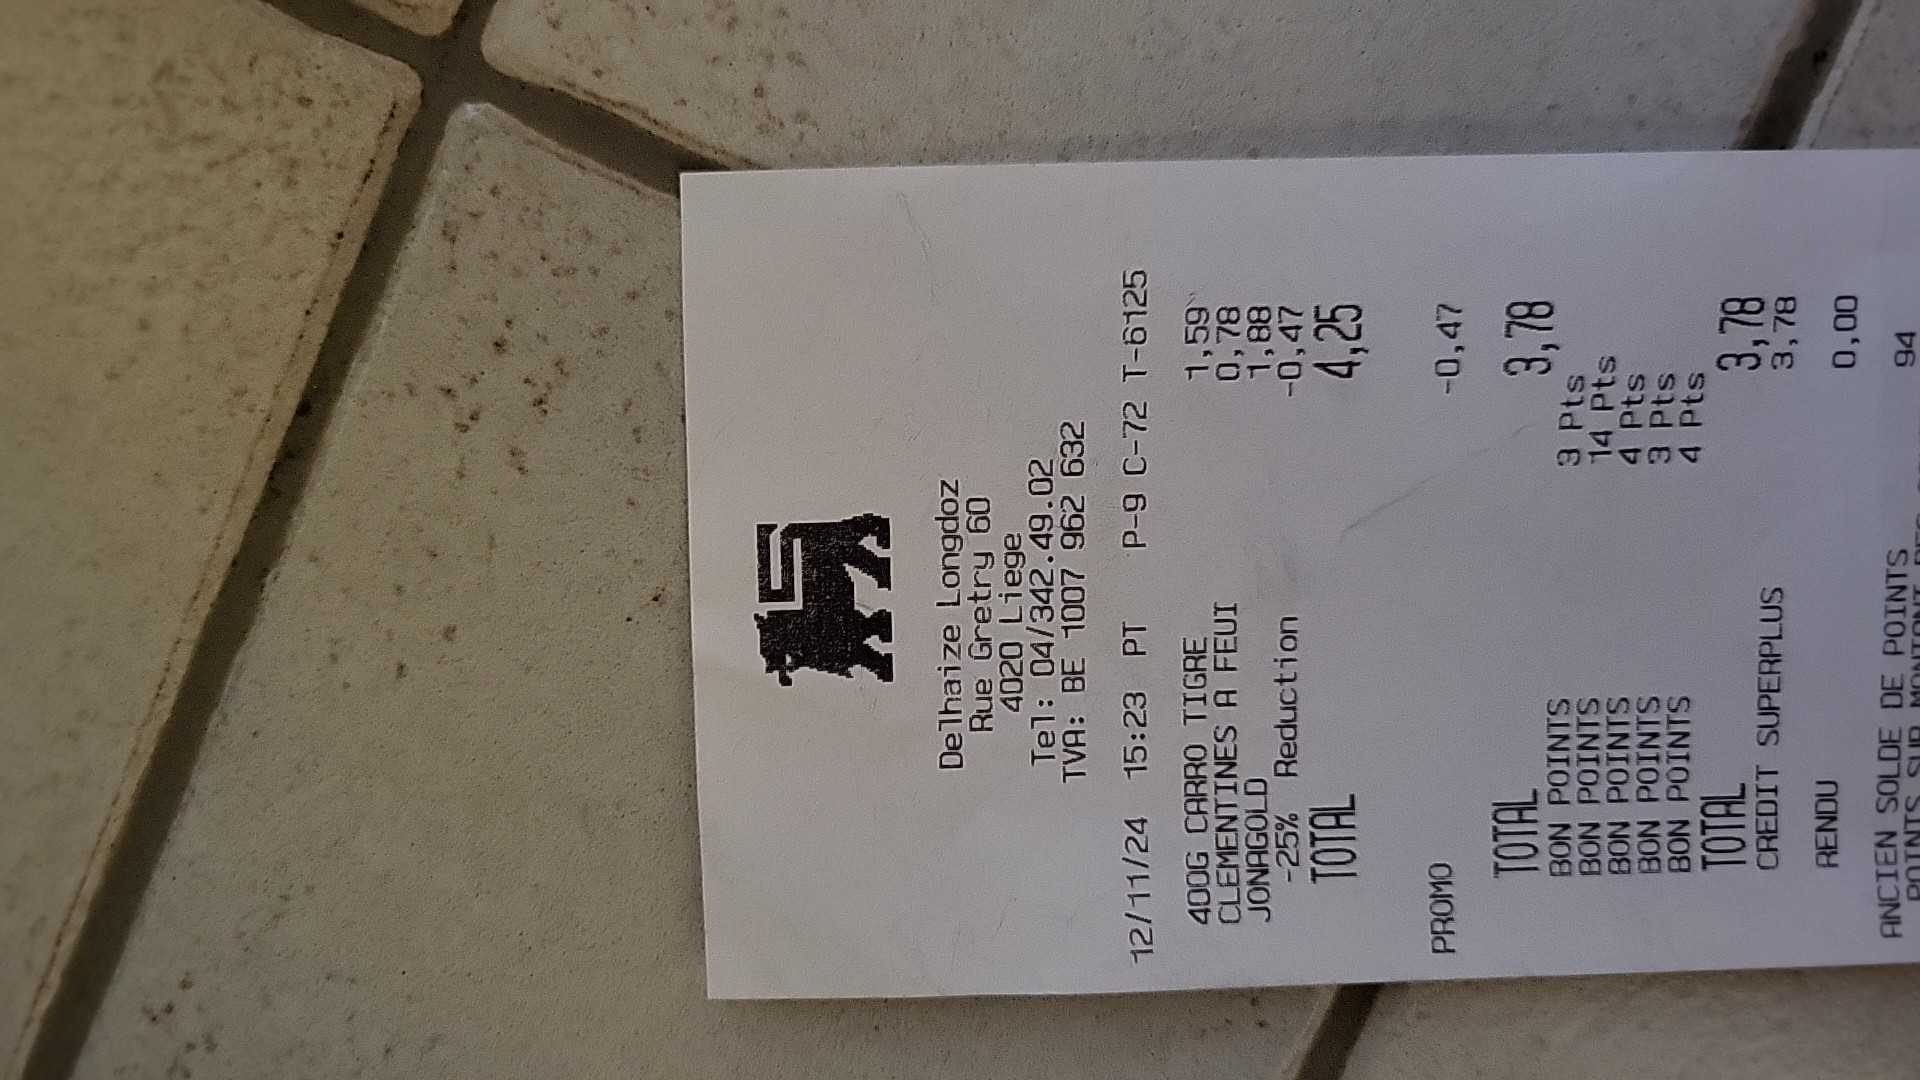 Delhaize Longdoz
Rue Gretry 60
4020 Liege
Tel: 04/342.49.02
TVA: BE 1007 962 632
12/11/24 15:23 PT P-9 C-72 T-6125
400G CARRO TIGRE 1,59
CLEMENTINES A FEUI 0,78
JONAGOLD 1,88
-25% Reduction -0,47
TOTAL 4,25
PROMO -0,47
TOTAL 3,78
BON POINTS 3 Pts
BON POINTS 14 Pts
BON POINTS 4 Pts
BON POINTS 3 Pts
BON POINTS 4 Pts
TOTAL 3,78
CREDIT SUPERPLUS 3,78
RENDU 0,00
ANCIEN SOLDE DE POINTS 94
POINTS SUR MONTANT